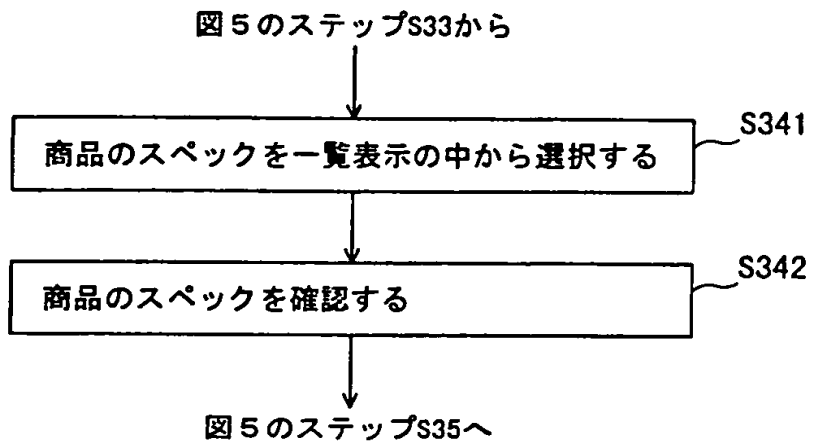 図５のステップS33から
商品のスペックを一覧表示の中から選択する
S341
商品のスペックを確認する
S342
図５のステップS35へ